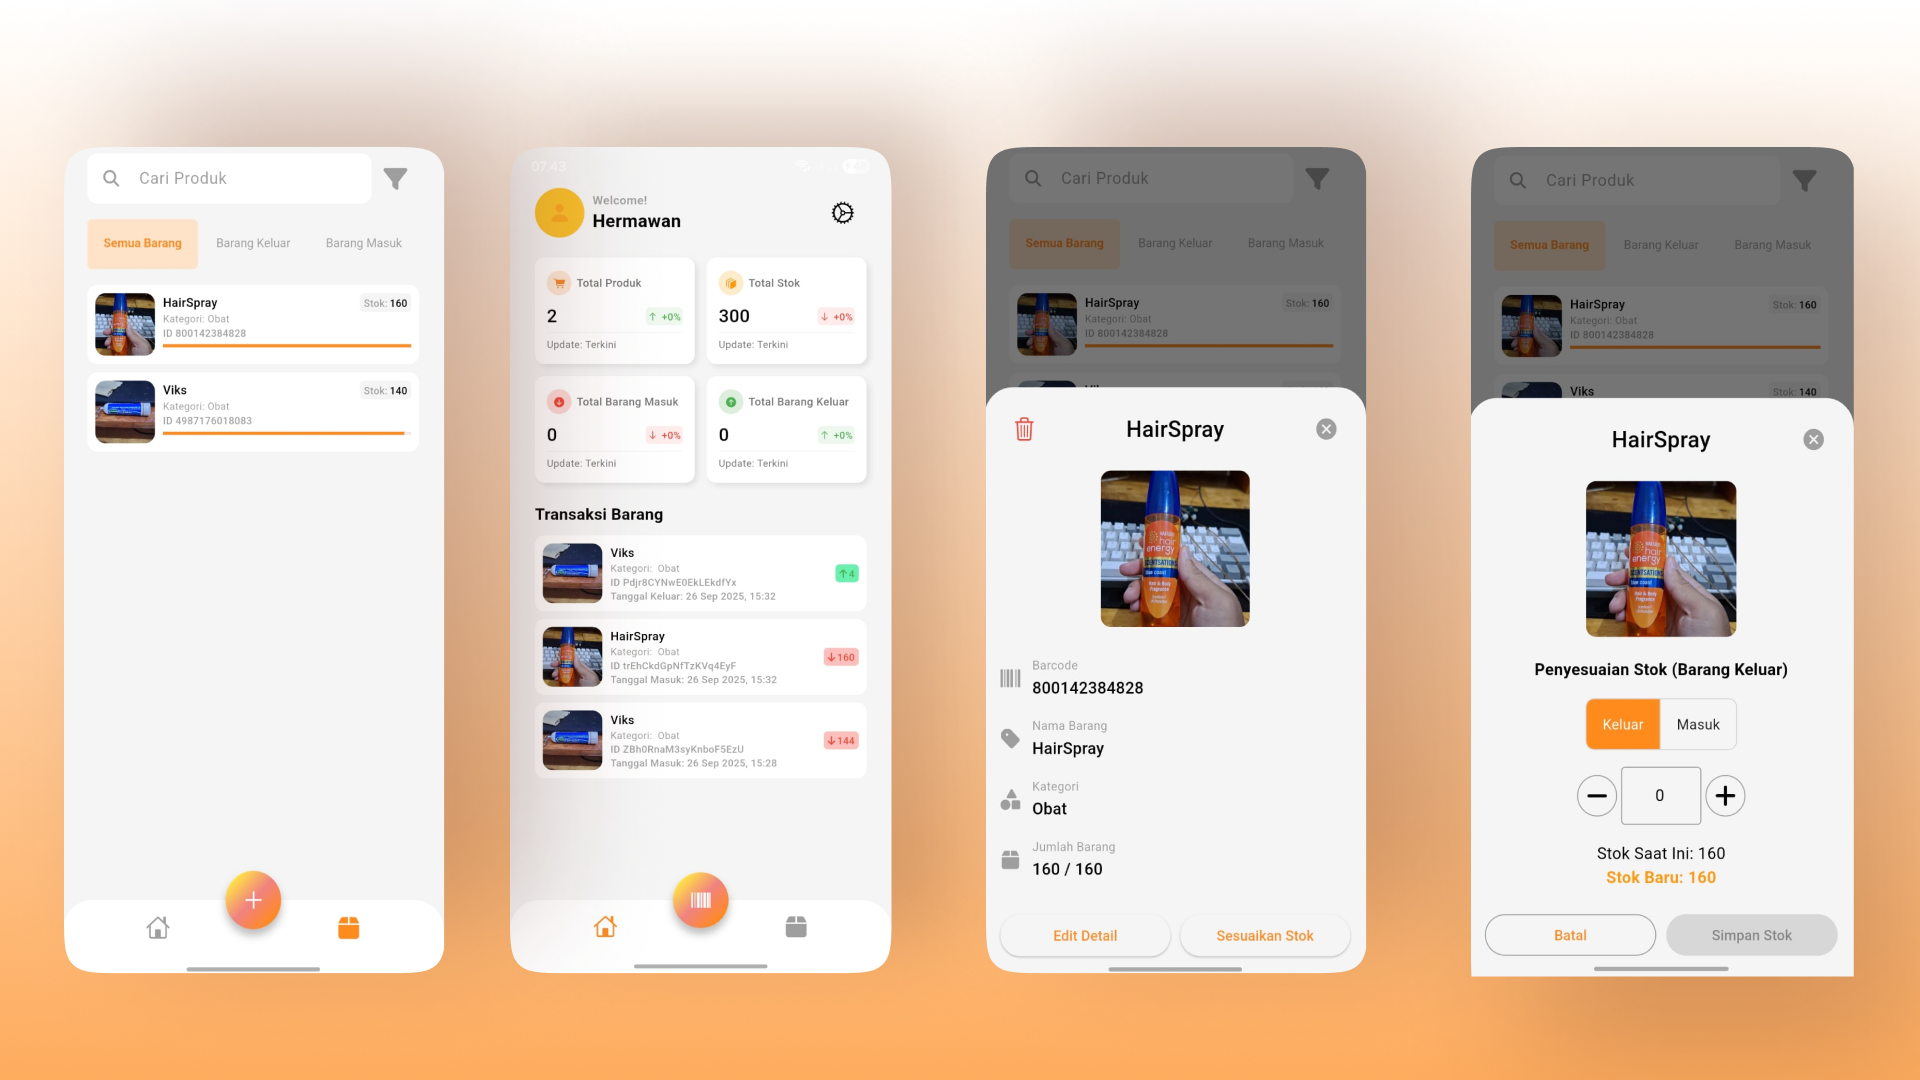 Cari Produk
Semua Barang
Barang Keluar
Barang Masuk
HairSpray
Stok: 160
Kategori: Obat
ID 800142384828
Viks
Stok: 140
Kategori: Obat
ID 4987176018083
07.43
Welcome!
Hermawan
Total Produk
2
↑ +0%
Update: Terkini
Total Stok
300
↓ +0%
Update: Terkini
Total Barang Masuk
0
↓ +0%
Update: Terkini
Total Barang Keluar
0
↑ +0%
Update: Terkini
Transaksi Barang
Viks
Kategori: Obat
ID Pdjr8CYNwE0EkLEkdfYx
Tanggal Keluar: 26 Sep 2025, 15:32
↑4
HairSpray
Kategori: Obat
ID trEhCkdGpNfTzKVq4EyF
Tanggal Masuk: 26 Sep 2025, 15:32
↓160
Viks
Kategori: Obat
ID ZBh0RnaM3syKnboF5EzU
Tanggal Masuk: 26 Sep 2025, 15:28
↓144
Cari Produk
Semua Barang
Barang Keluar
Barang Masuk
HairSpray
Stok: 160
Kategori: Obat
ID 800142384828
HairSpray
hair
energy
Barcode
800142384828
Nama Barang
HairSpray
Kategori
Obat
Jumlah Barang
160 / 160
Edit Detail
Sesuaikan Stok
Cari Produk
Semua Barang
Barang Keluar
Barang Masuk
HairSpray
Stok: 160
Kategori: Obat
ID 800142384828
Viks
Stok: 140
HairSpray
hair
energy
Penyesuaian Stok (Barang Keluar)
Keluar
Masuk
0
Stok Saat Ini: 160
Stok Baru: 160
Batal
Simpan Stok